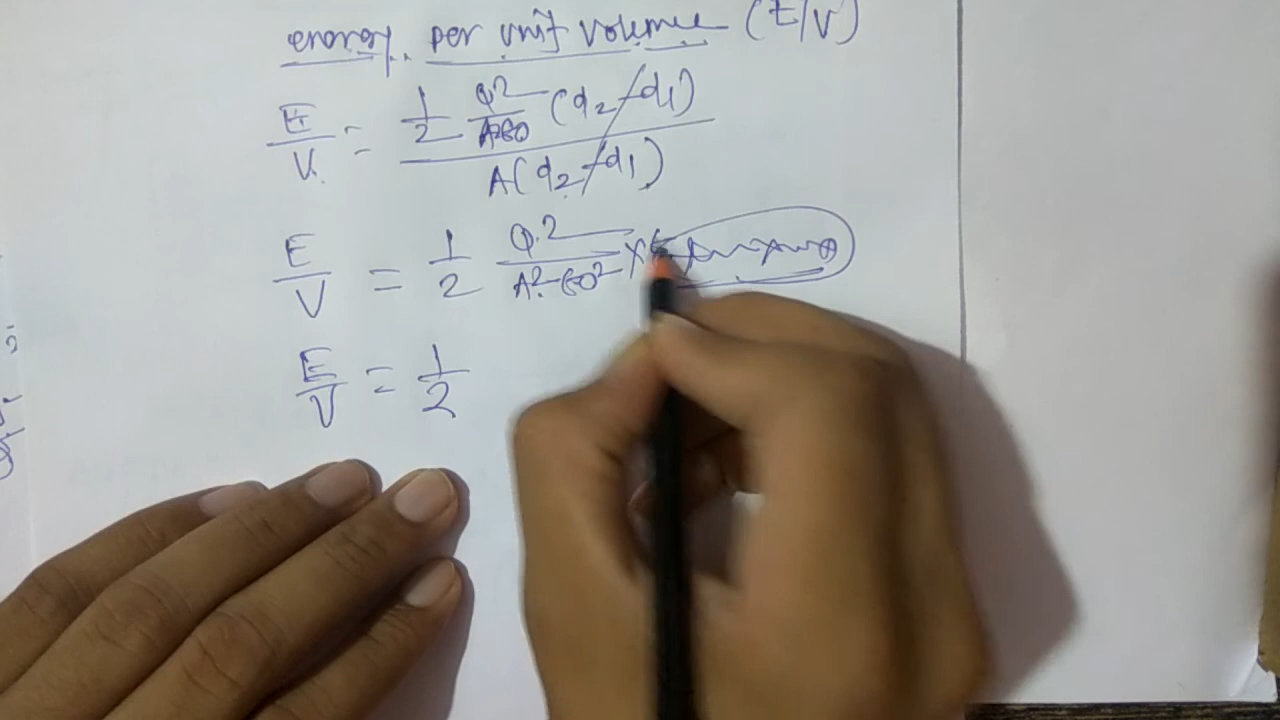 energy per unit volume (E/V)
E/V = 1/2 Q²/Aε0 (d2-d1) / A(d2-d1)
E/V = 1/2 Q²/A²ε0² ×
E/V = 1/2